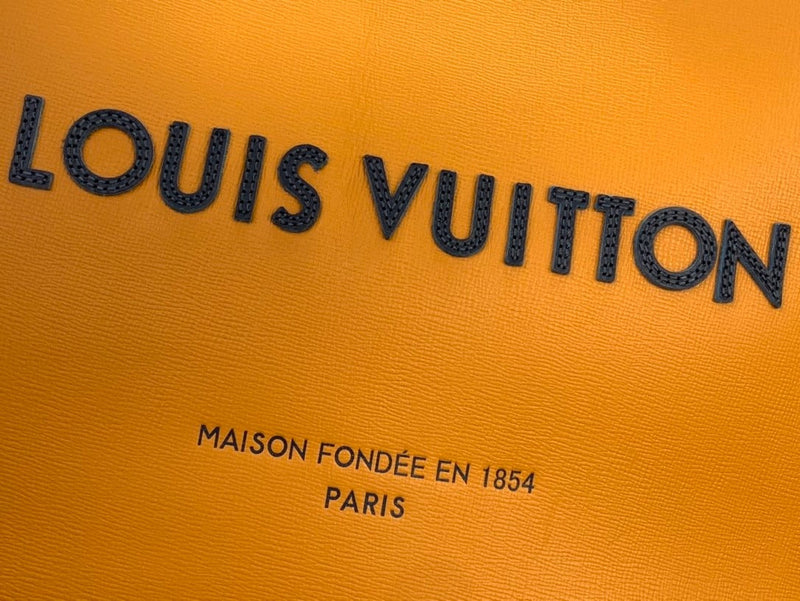 LOUIS VUITTON
MAISON FONDÉE EN 1854
PARIS